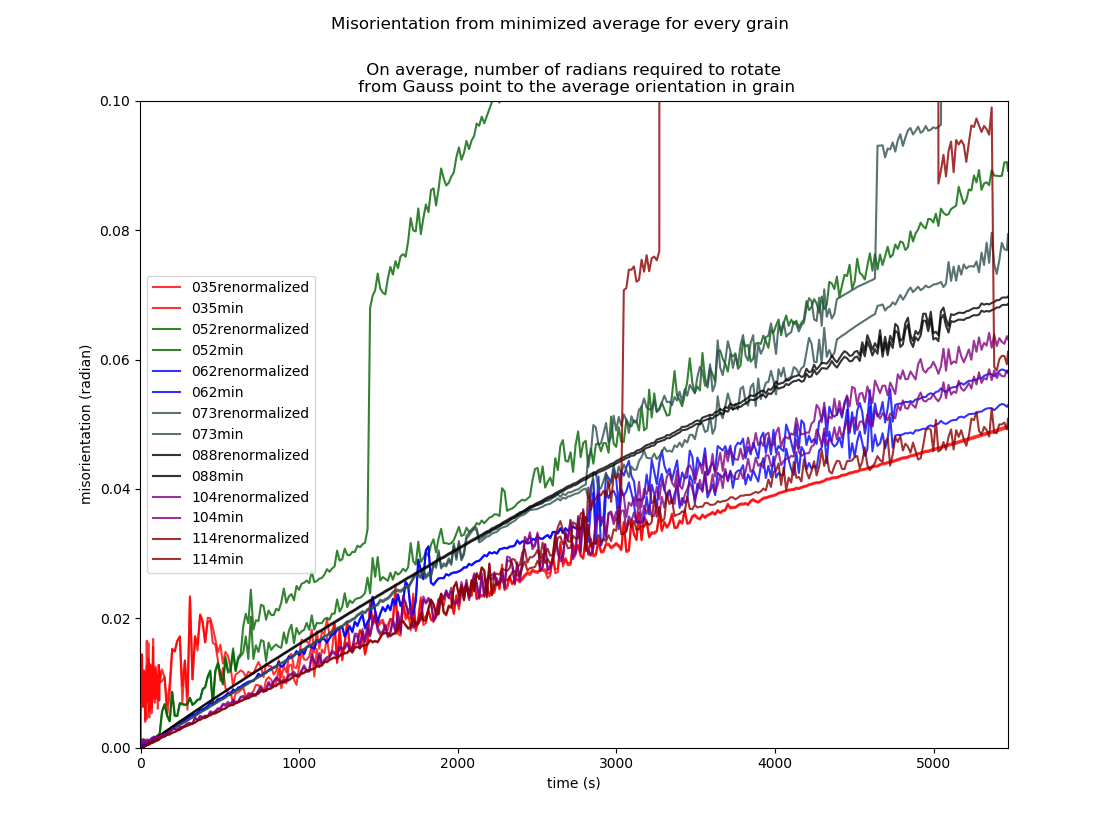 Misorientation from minimized average for every grain
On average, number of radians required to rotate
from Gauss point to the average orientation in grain
0.10
0.08
0.06
0.04
0.02
0.00
misorientation (radian)
035renormalized
035min
052renormalized
052min
062renormalized
062min
073renormalized
073min
088renormalized
088min
104renormalized
104min
114renormalized
114min
0
1000
2000
3000
4000
5000
time (s)